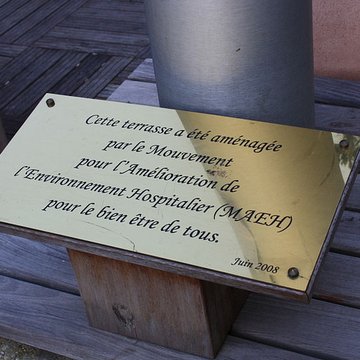 Cette terrasse a été aménagée
par le Mouvement
pour l'Amélioration de
l'Environnement Hospitalier (MAEH)
pour le bien être de tous.
Juin 2008